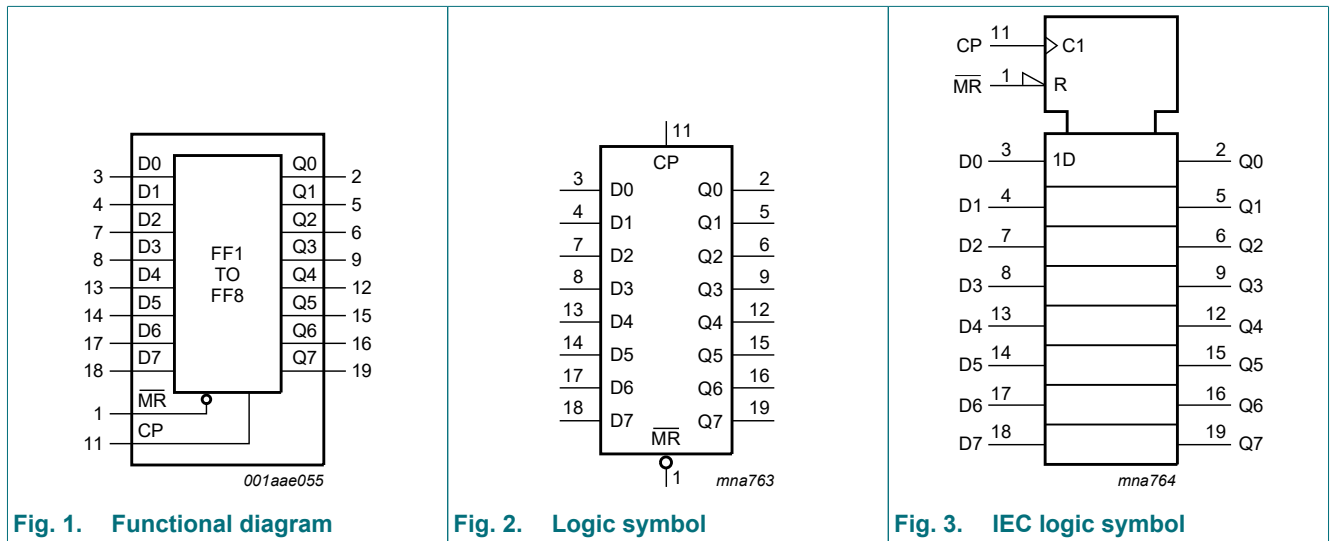 D0 Q0
3 2
D1 Q1
4 5
D2 Q2
7 6
D3 Q3
8 9
FF1
TO
FF8
D4 Q4
13 12
D5 Q5
14 15
D6 Q6
17 16
D7 Q7
18 19
M̅R̅
1
CP
11
001aae055
Fig. 1. Functional diagram
11
CP
3 D0 Q0 2
4 D1 Q1 5
7 D2 Q2 6
8 D3 Q3 9
13 D4 Q4 12
14 D5 Q5 15
17 D6 Q6 16
18 D7 Q7 19
M̅R̅
1
mna763
Fig. 2. Logic symbol
CP 11 C1
M̅R̅ 1 R
D0 3 1D 2 Q0
D1 4 5 Q1
D2 7 6 Q2
D3 8 9 Q3
D4 13 12 Q4
D5 14 15 Q5
D6 17 16 Q6
D7 18 19 Q7
mna764
Fig. 3. IEC logic symbol